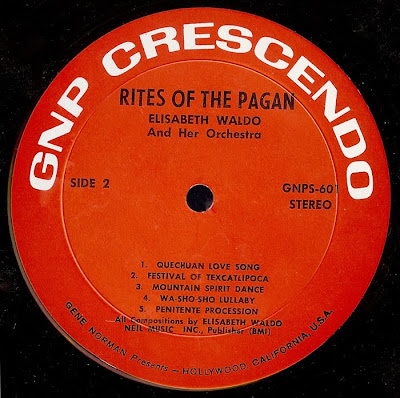 GNP CRESCENDO
RITES OF THE PAGAN
ELISABETH WALDO
And Her Orchestra
SIDE 2
GNPS-601
STEREO
1. QUECHUAN LOVE SONG
2. FESTIVAL OF TEXCATLIPOCA
3. MOUNTAIN SPIRIT DANCE
4. WA-SHO-SHO LULLABY
5. PENITENTE PROCESSION
All Compositions by ELISABETH WALDO
NEIL MUSIC, INC., Publisher (BMI)
GENE NORMAN Presents — HOLLYWOOD, CALIFORNIA, U.S.A.